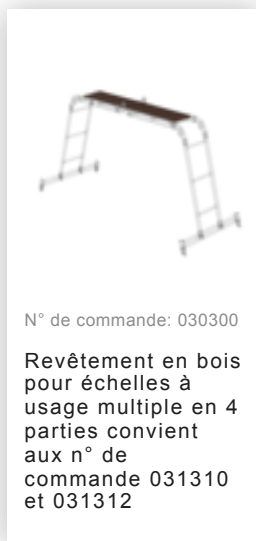 N° de commande: 030300
Revêtement en bois
pour échelles à
usage multiple en 4
parties convient
aux n° de
commande 031310
et 031312